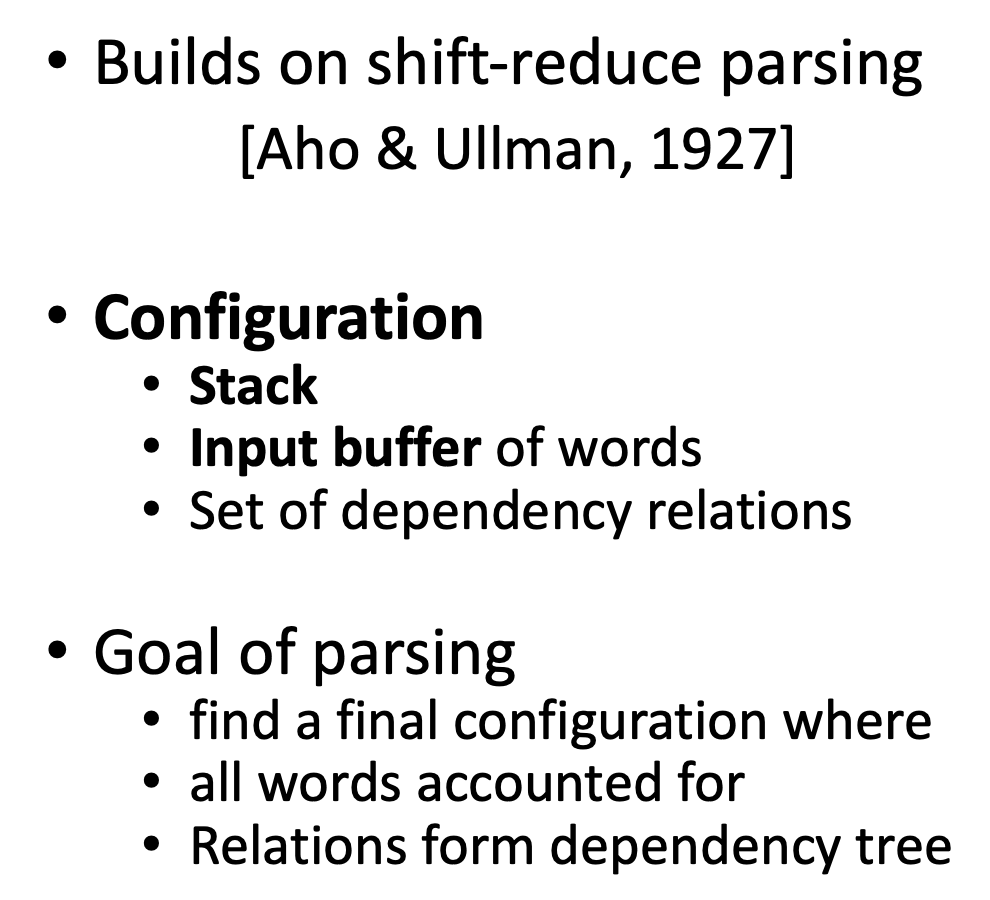 • Builds on shift-reduce parsing
[Aho & Ullman, 1927]
• Configuration
• Stack
• Input buffer of words
• Set of dependency relations
• Goal of parsing
• find a final configuration where
• all words accounted for
• Relations form dependency tree